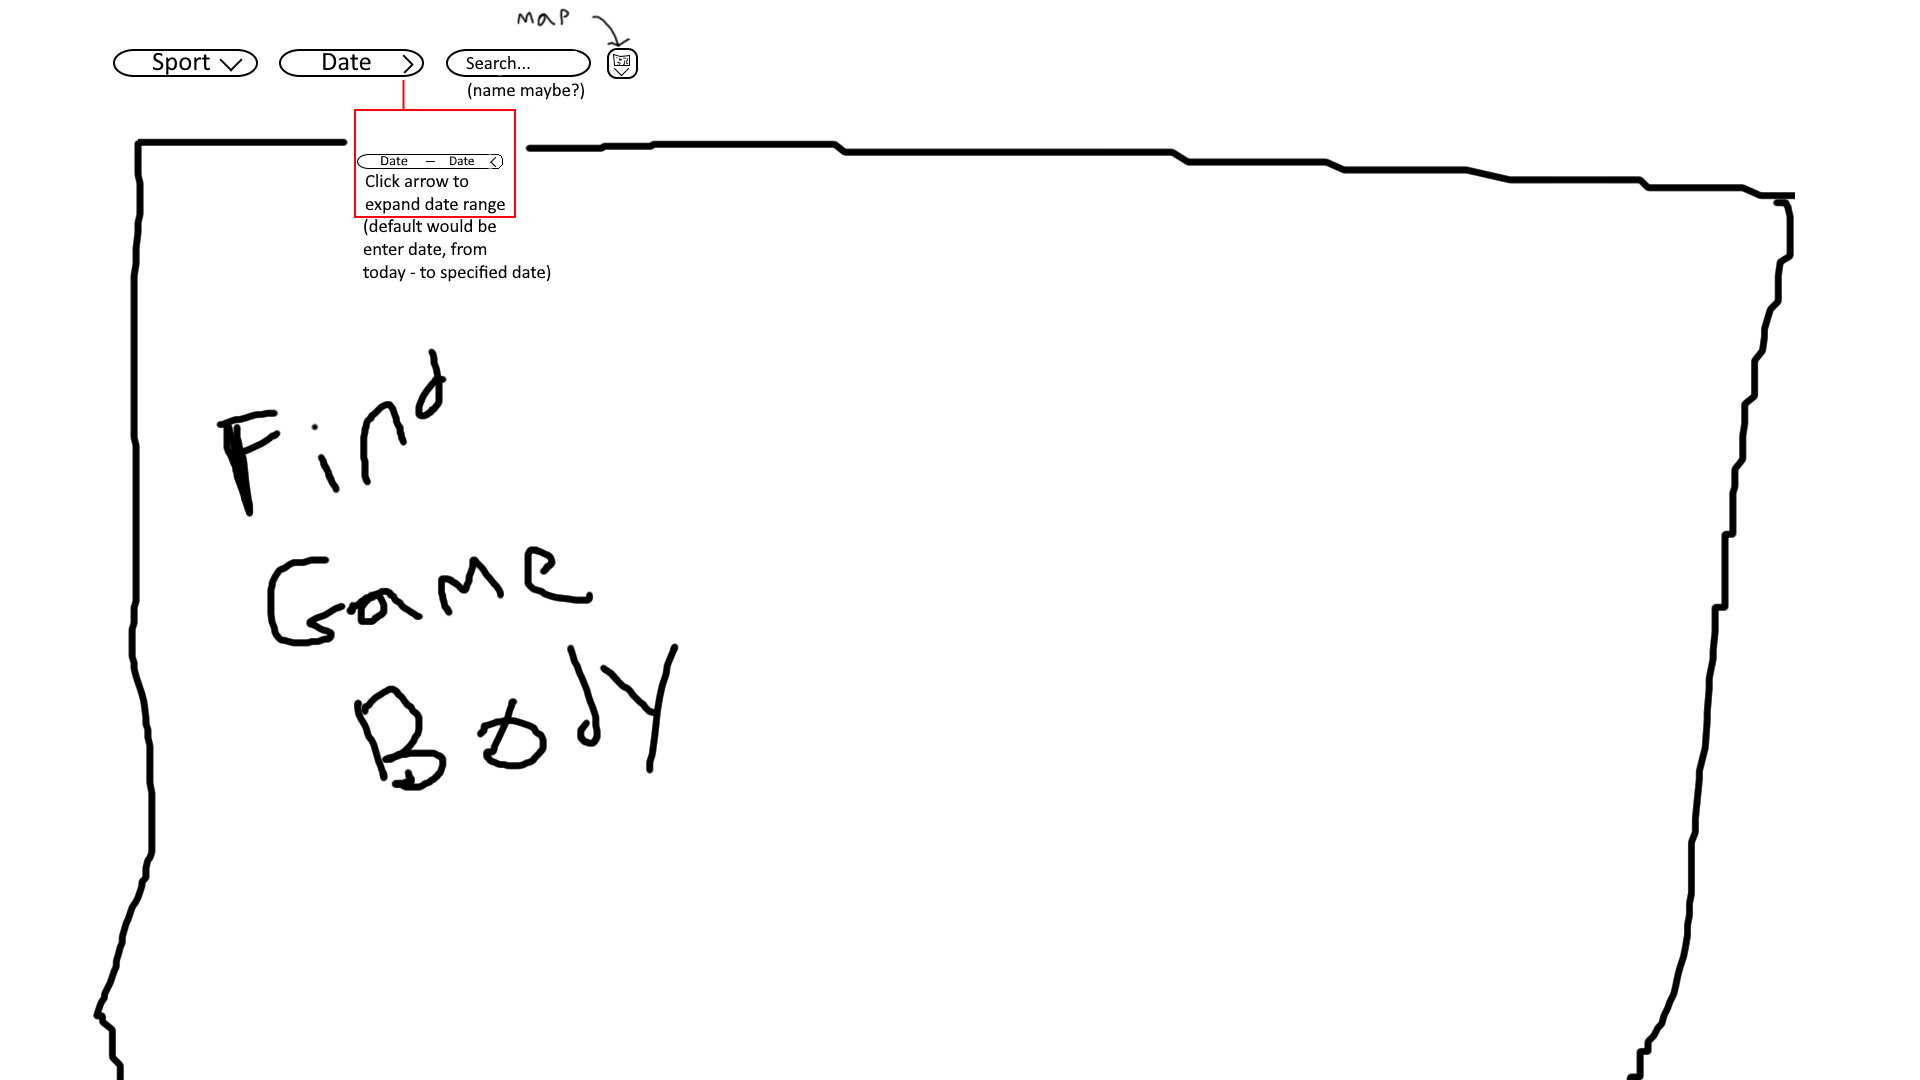 MAP
Sport
Date
Search...
(name maybe?)
Date – Date
Click arrow to
expand date range
(default would be
enter date, from
today - to specified date)
Find
Game
Body